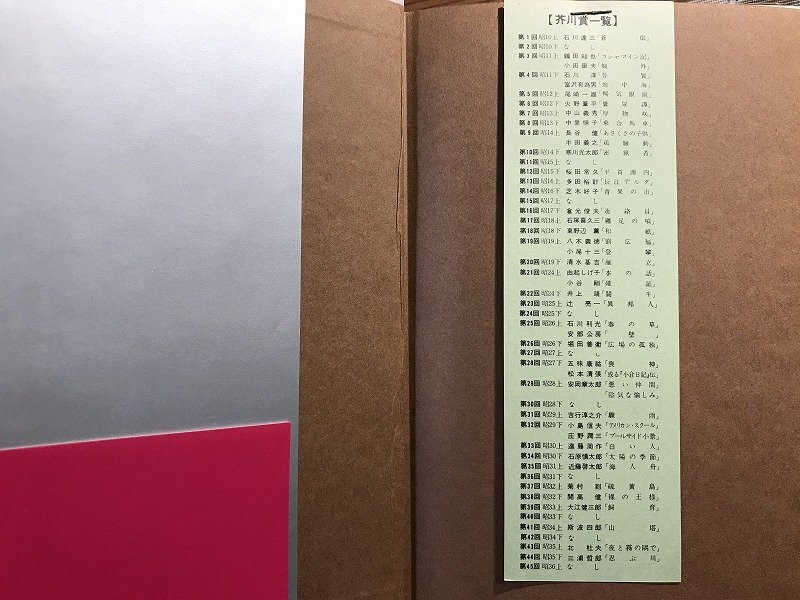 【芥川賞一覧】
第1回 昭10上 石川達三「蒼氓」
第2回 昭10下 なし
第3回 昭11上 鶴田知也「コシャマイン記」
小田嶽夫「城外」
第4回 昭11下 石川淳「普賢」
冨沢有為男「地中海」
第5回 昭12上 尾崎一雄「暢気眼鏡」
第6回 昭12下 火野葦平「糞尿譚」
第7回 昭13上 中山義秀「厚物咲」
第8回 昭13下 中里恒子「乗合馬車」
第9回 昭14上 長谷健「あさくさの子供」
半田義之「鶏騒動」
第10回 昭14下 寒川光太郎「密猟者」
第11回 昭15上 なし
第12回 昭15下 桜田常久「平賀源内」
第13回 昭16上 多田裕計「長江デルタ」
第14回 昭16下 芝木好子「青果の市」
第15回 昭17上 なし
第16回 昭17下 倉光俊夫「連絡員」
第17回 昭18上 石塚喜久三「纏足の頃」
第18回 昭18下 東野辺薫「和紙」
第19回 昭19上 八木義徳「劉広福」
小尾十三「登攀」
第20回 昭19下 清水基吉「雁立」
第21回 昭24上 由起しげ子「本の話」
小谷剛「確証」
第22回 昭24下 井上靖「闘牛」
第23回 昭25上 辻亮一「異邦人」
第24回 昭25下 なし
第25回 昭26上 石川利光「春の草」
安部公房「壁」
第26回 昭26下 堀田善衛「広場の孤独」
第27回 昭27上 なし
第28回 昭27下 五味康祐「喪神」
松本清張「或る『小倉日記』伝」
第29回 昭28上 安岡章太郎「悪い仲間」
「陰気な愉しみ」
第30回 昭28下 なし
第31回 昭29上 吉行淳之介「驟雨」
第32回 昭29下 小島信夫「アメリカン・スクール」
庄野潤三「プールサイド小景」
第33回 昭30上 遠藤周作「白い人」
第34回 昭30下 石原慎太郎「太陽の季節」
第35回 昭31上 近藤啓太郎「海人舟」
第36回 昭31下 なし
第37回 昭32上 菊村到「硫黄島」
第38回 昭32下 開高健「裸の王様」
第39回 昭33上 大江健三郎「飼育」
第40回 昭33下 なし
第41回 昭34上 斯波四郎「山塔」
第42回 昭34下 なし
第43回 昭35上 北杜夫「夜と霧の隅で」
第44回 昭35下 三浦哲郎「忍ぶ川」
第45回 昭36上 なし